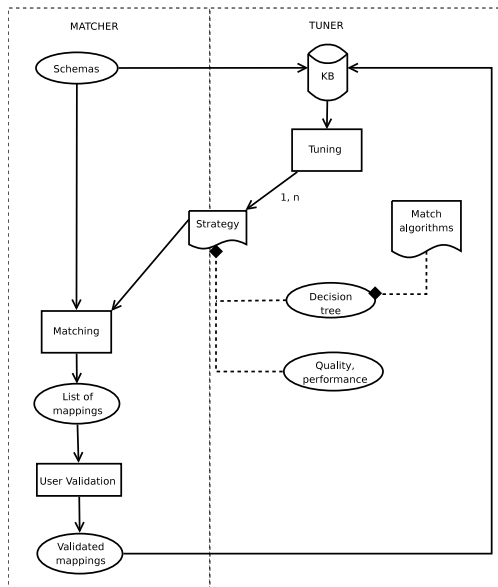 MATCHER
TUNER
Schemas
KB
Tuning
1, n
Strategy
Match
algorithms
Decision
tree
Matching
Quality,
performance
List of
mappings
User Validation
Validated
mappings